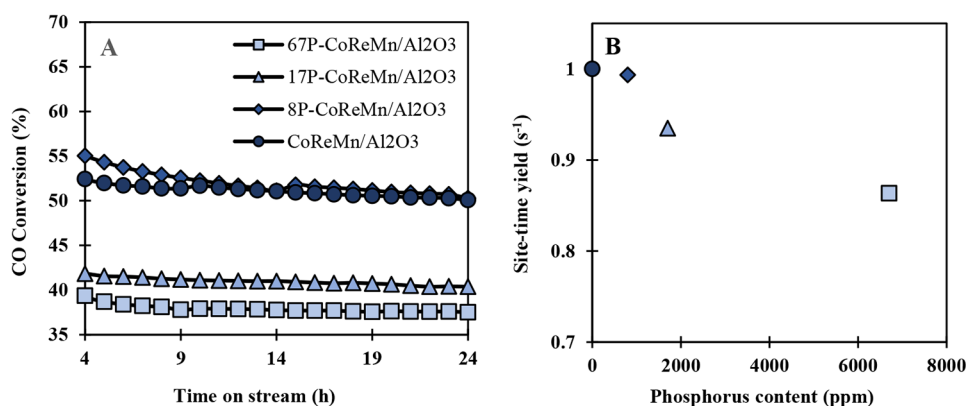 A
67P-CoReMn/Al2O3
17P-CoReMn/Al2O3
8P-CoReMn/Al2O3
CoReMn/Al2O3
CO Conversion (%)
70
65
60
55
50
45
40
35
4
9
14
19
24
Time on stream (h)
B
Site-time yield (s⁻¹)
1
0.9
0.8
0.7
0
2000
4000
6000
8000
Phosphorus content (ppm)